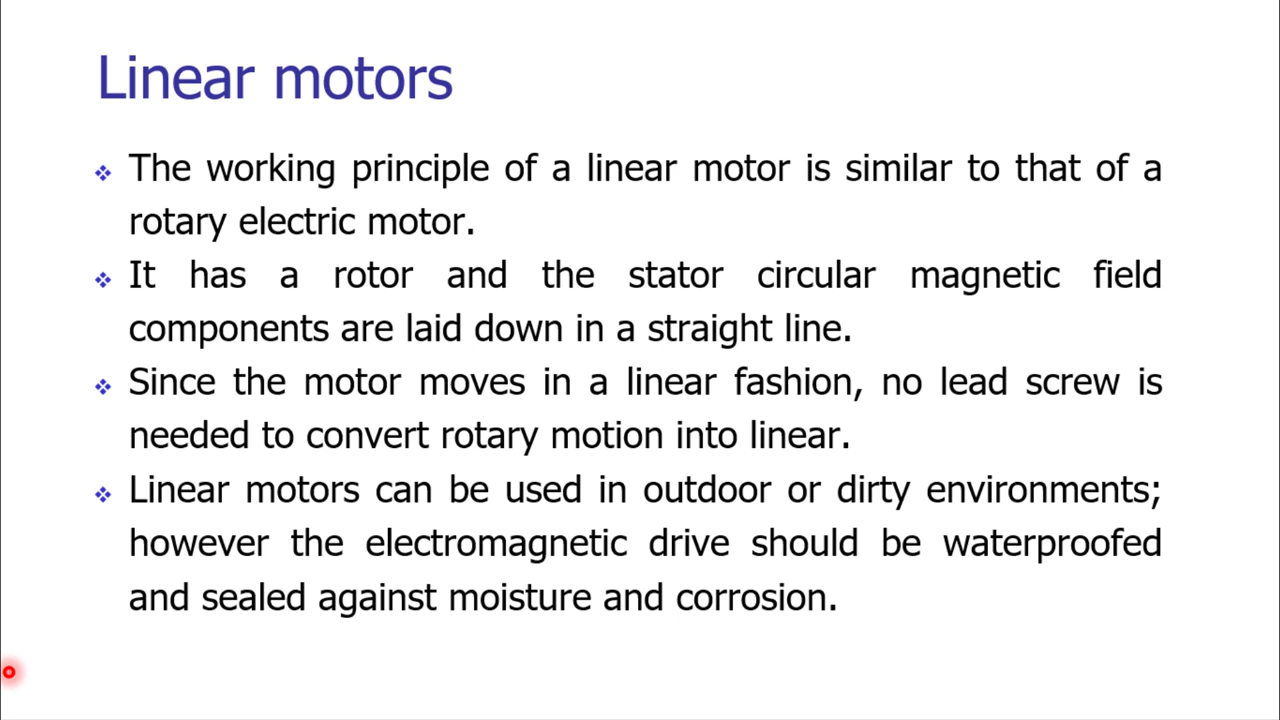 Linear motors
The working principle of a linear motor is similar to that of a
rotary electric motor.
It has a rotor and the stator circular magnetic field
components are laid down in a straight line.
Since the motor moves in a linear fashion, no lead screw is
needed to convert rotary motion into linear.
Linear motors can be used in outdoor or dirty environments;
however the electromagnetic drive should be waterproofed
and sealed against moisture and corrosion.